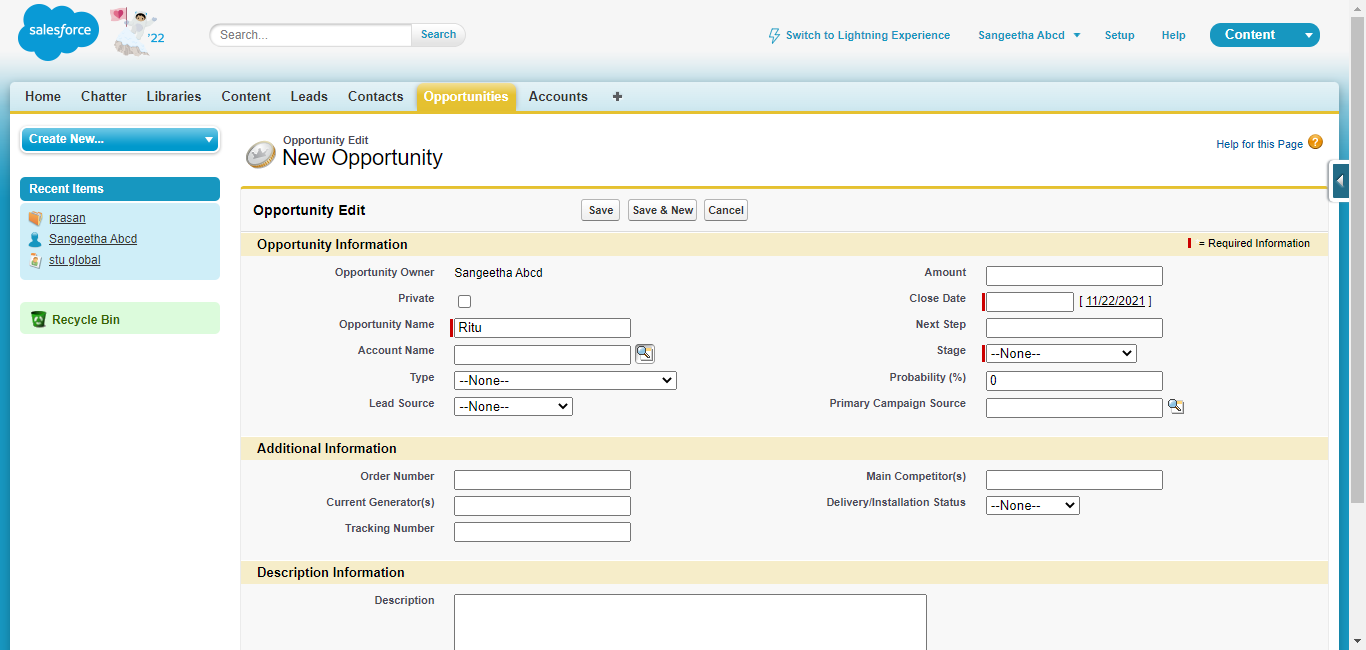 salesforce
'22
Search...
Search
Switch to Lightning Experience
Sangeetha Abcd
Setup
Help
Content
Home
Chatter
Libraries
Content
Leads
Contacts
Opportunities
Accounts
+
Create New...
Recent Items
prasan
Sangeetha Abcd
stu global
Recycle Bin
Opportunity Edit
New Opportunity
Help for this Page ?
Opportunity Edit
Save
Save & New
Cancel
Opportunity Information
= Required Information
Opportunity Owner Sangeetha Abcd
Amount
Private
Close Date [ 11/22/2021 ]
Opportunity Name Ritu
Next Step
Account Name
Stage --None--
Type --None--
Probability (%) 0
Lead Source --None--
Primary Campaign Source
Additional Information
Order Number
Main Competitor(s)
Current Generator(s)
Delivery/Installation Status --None--
Tracking Number
Description Information
Description